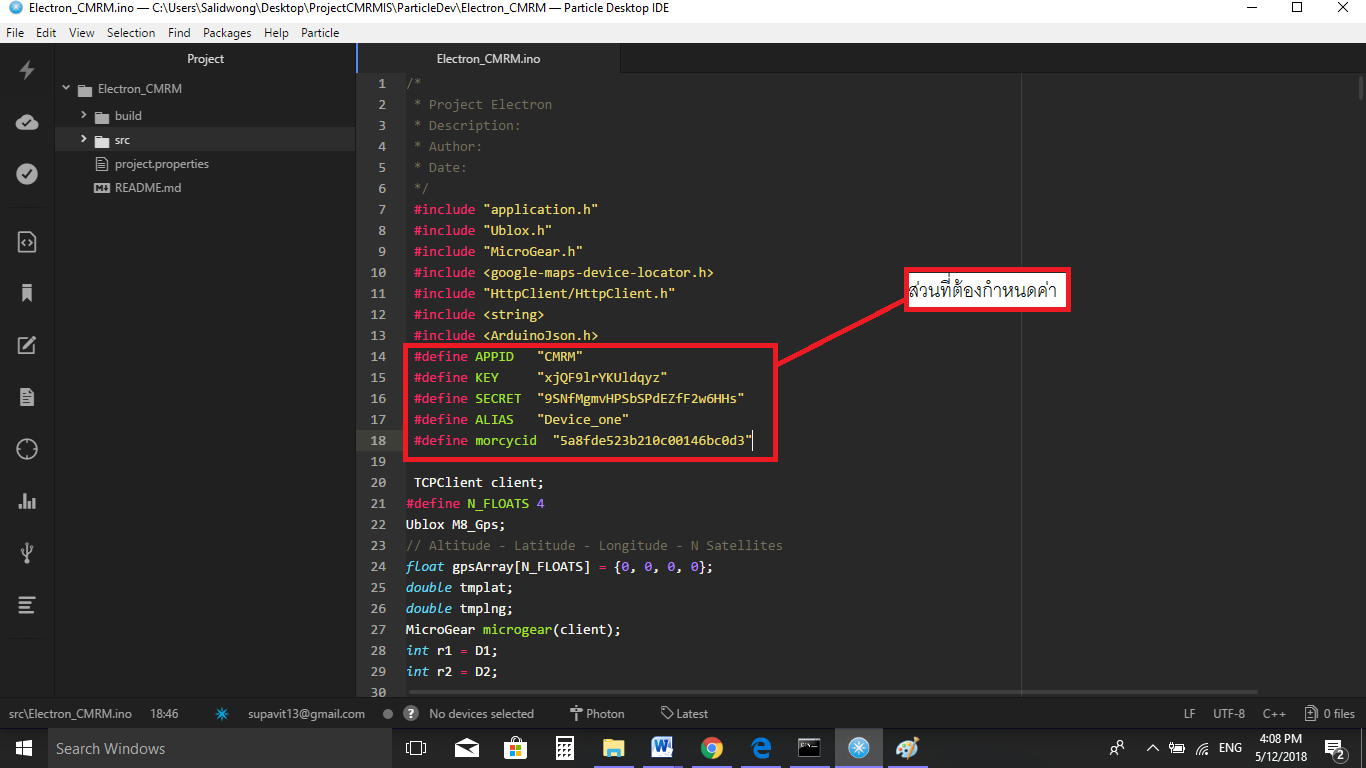 Electron_CMRM.ino — C:\Users\Salidwong\Desktop\ProjectCMRMIS\ParticleDev\Electron_CMRM — Particle Desktop IDE
File Edit View Selection Find Packages Help Particle
Project
Electron_CMRM
build
src
project.properties
README.md
Electron_CMRM.ino
1 /*
2 * Project Electron
3 * Description:
4 * Author:
5 * Date:
6 */
7 #include "application.h"
8 #include "Ublox.h"
9 #include "MicroGear.h"
10 #include <google-maps-device-locator.h>
11 #include "HttpClient/HttpClient.h"
12 #include <string>
13 #include <ArduinoJson.h>
14 #define APPID "CMRM"
15 #define KEY "xjQF9lrYKUldqyz"
16 #define SECRET "9SNfMgmvHPSbSPdEZfF2w6HHs"
17 #define ALIAS "Device_one"
18 #define morcycid "5a8fde523b210c00146bc0d3"
19
20 TCPClient client;
21 #define N_FLOATS 4
22 Ublox M8_Gps;
23 // Altitude - Latitude - Longitude - N Satellites
24 float gpsArray[N_FLOATS] = {0, 0, 0, 0};
25 double tmplat;
26 double tmplng;
27 MicroGear microgear(client);
28 int r1 = D1;
29 int r2 = D2;
30
ส่วนที่ต้องกำหนดค่า
src\Electron_CMRM.ino 18:46 supavit13@gmail.com ? No devices selected Photon Latest LF UTF-8 C++ 0 files
Search Windows
ENG
4:08 PM
5/12/2018
2